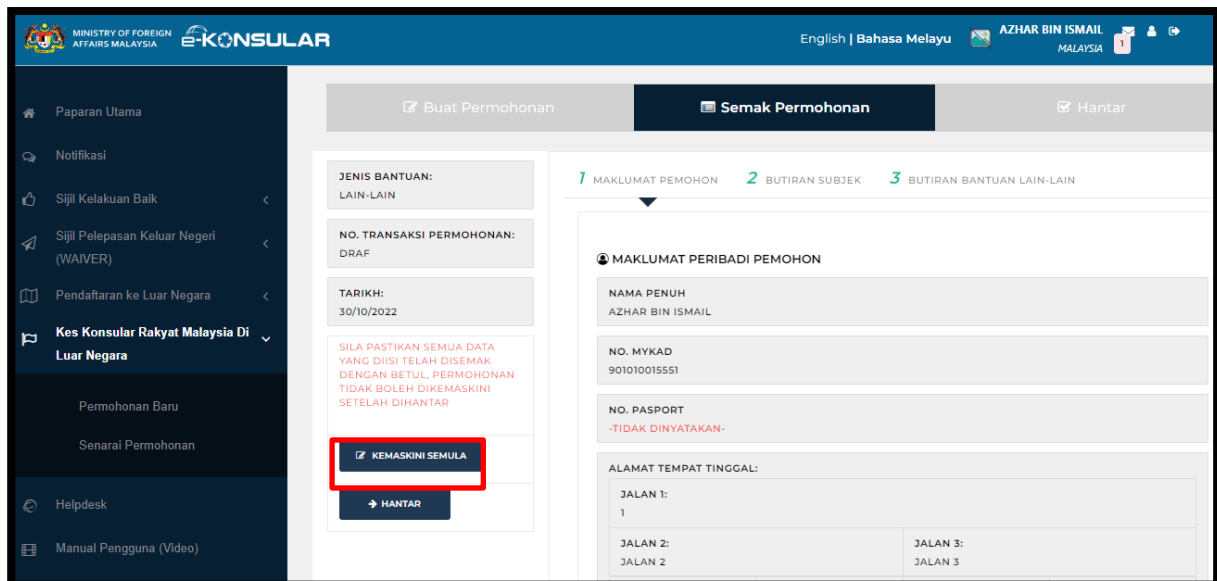 MINISTRY OF FOREIGN
AFFAIRS MALAYSIA
e-KONSULAR
English | Bahasa Melayu
AZHAR BIN ISMAIL
MALAYSIA
1
Paparan Utama
Notifikasi
Sijil Kelakuan Baik
Sijil Pelepasan Keluar Negeri
(WAIVER)
Pendaftaran ke Luar Negara
Kes Konsular Rakyat Malaysia Di
Luar Negara
Permohonan Baru
Senarai Permohonan
Helpdesk
Manual Pengguna (Video)
Buat Permohonan
Semak Permohonan
Hantar
JENIS BANTUAN:
LAIN-LAIN
NO. TRANSAKSI PERMOHONAN:
DRAF
TARIKH:
30/10/2022
SILA PASTIKAN SEMUA DATA
YANG DIISI TELAH DISEMAK
DENGAN BETUL, PERMOHONAN
TIDAK BOLEH DIKEMASKINI
SETELAH DIHANTAR
KEMASKINI SEMULA
HANTAR
1 MAKLUMAT PEMOHON 2 BUTIRAN SUBJEK 3 BUTIRAN BANTUAN LAIN-LAIN
MAKLUMAT PERIBADI PEMOHON
NAMA PENUH
AZHAR BIN ISMAIL
NO. MYKAD
901010015551
NO. PASPORT
-TIDAK DINYATAKAN-
ALAMAT TEMPAT TINGGAL:
JALAN 1:
1
JALAN 2:
JALAN 2
JALAN 3:
JALAN 3